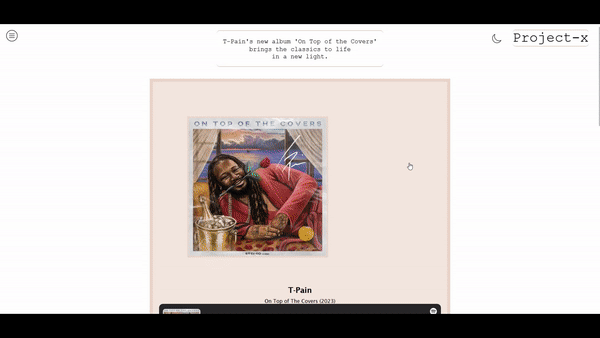 T-Pain's new album 'On Top of the Covers'
brings the classics to life
in a new light.
Project-x
ON TOP OF THE COVERS
T-Pain
On Top of The Covers (2023)